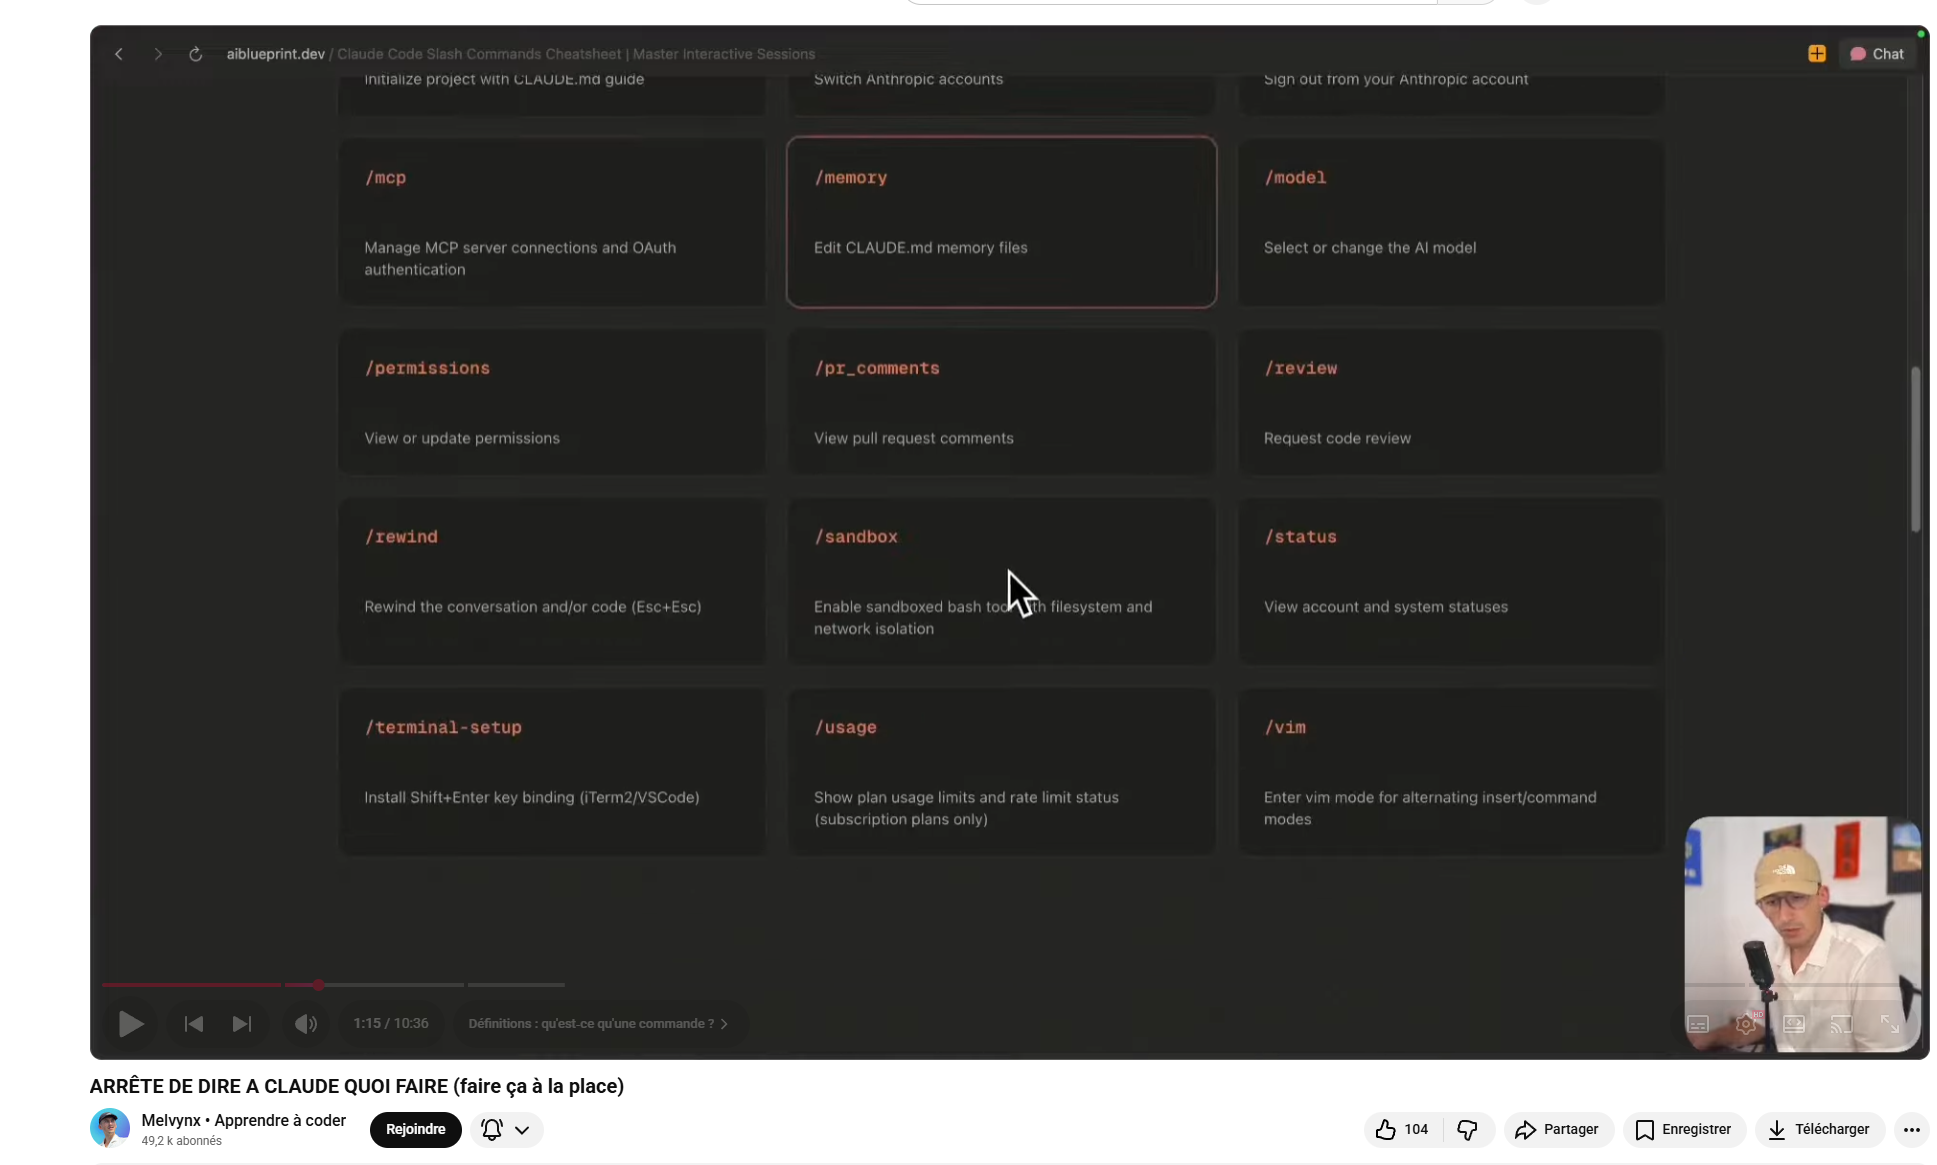 aiblueprint.dev / Claude Code Slash Commands Cheatsheet | Master Interactive Sessions
Chat
Initialize project with CLAUDE.md guide
Switch Anthropic accounts
Sign out from your Anthropic account
/mcp
Manage MCP server connections and OAuth
authentication
/memory
Edit CLAUDE.md memory files
/model
Select or change the AI model
/permissions
View or update permissions
/pr_comments
View pull request comments
/review
Request code review
/rewind
Rewind the conversation and/or code (Esc+Esc)
/sandbox
Enable sandboxed bash filesystem and
network isolation
/status
View account and system statuses
/terminal-setup
Install Shift+Enter key binding (iTerm2/VSCode)
/usage
Show plan usage limits and rate limit status
(subscription plans only)
/vim
Enter vim mode for alternating insert/command
modes
1:15 / 10:36
Définitions : qu'est-ce qu'une commande ?
HD
ARRÊTE DE DIRE A CLAUDE QUOI FAIRE (faire ça à la place)
Melvynx • Apprendre à coder
49,2 k abonnés
Rejoindre
104
Partager
Enregistrer
Télécharger